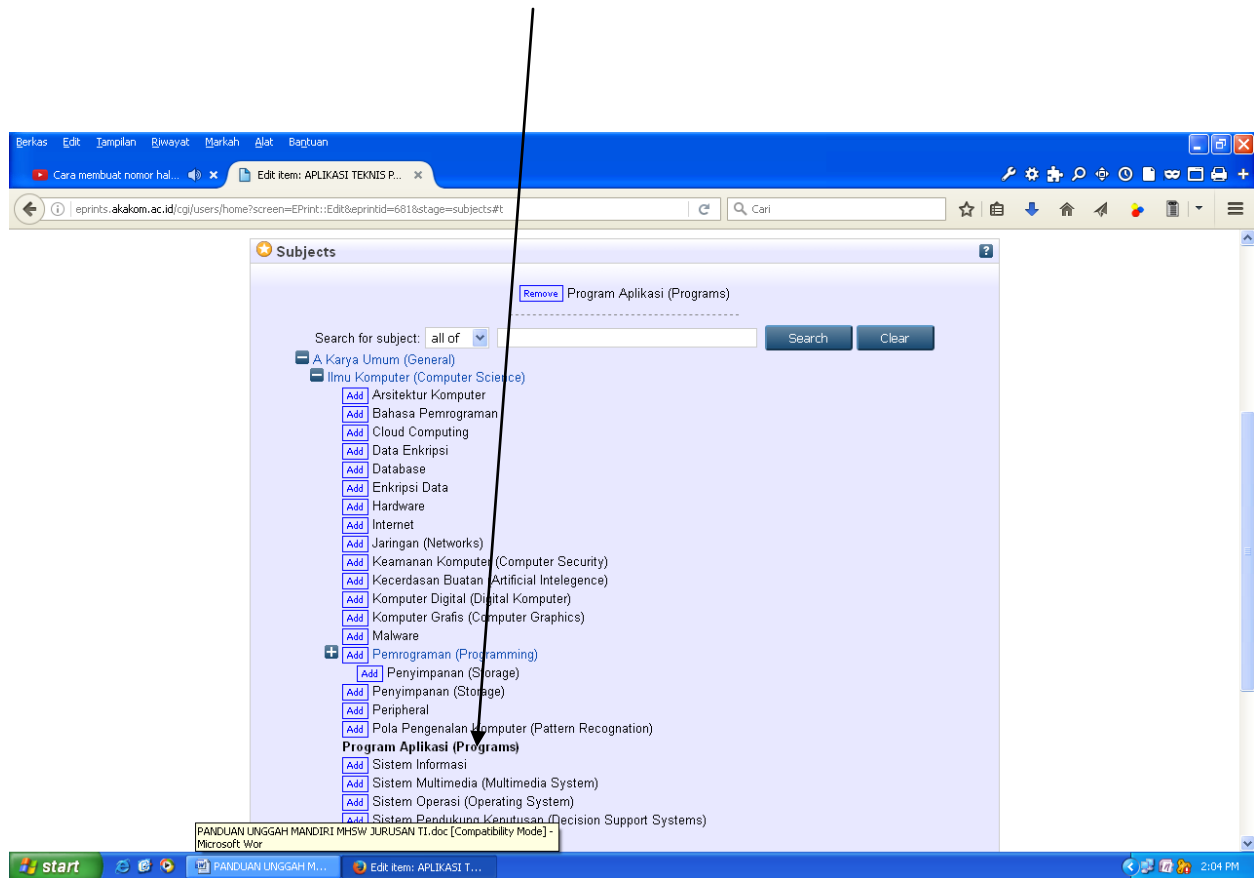 Berkas Edit Tampilan Riwayat Markah Alat Bantuan
Cara membuat nomor hal... Edit item: APLIKASI TEKNIS P...
eprints.akakom.ac.id/cgi/users/home?screen=EPrint::Edit&eprintid=681&stage=subjects#t Cari
Subjects
Remove Program Aplikasi (Programs)
Search for subject: all of Search Clear
A Karya Umum (General)
Ilmu Komputer (Computer Science)
Add Arsitektur Komputer
Add Bahasa Pemrograman
Add Cloud Computing
Add Data Enkripsi
Add Database
Add Enkripsi Data
Add Hardware
Add Internet
Add Jaringan (Networks)
Add Keamanan Komputer (Computer Security)
Add Kecerdasan Buatan (Artificial Intelegence)
Add Komputer Digital (Digital Komputer)
Add Komputer Grafis (Computer Graphics)
Add Malware
Add Pemrograman (Programming)
Add Penyimpanan (Storage)
Add Penyimpanan (Storage)
Add Peripheral
Add Pola Pengenalan Komputer (Pattern Recognation)
Program Aplikasi (Programs)
Add Sistem Informasi
Add Sistem Multimedia (Multimedia System)
Add Sistem Operasi (Operating System)
Add Sistem Pendukung Keputusan (Decision Support Systems)
PANDUAN UNGGAH MANDIRI MHSW JURUSAN TI.doc [Compatibility Mode] -
Microsoft Wor
start PANDUAN UNGGAH M... Edit item: APLIKASI T... 2:04 PM